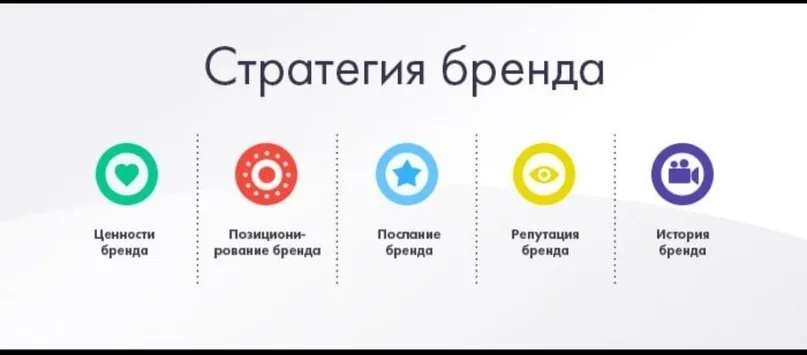 Стратегия бренда
Ценности
бренда
Позициони-
рование бренда
Послание
бренда
Репутация
бренда
История
бренда